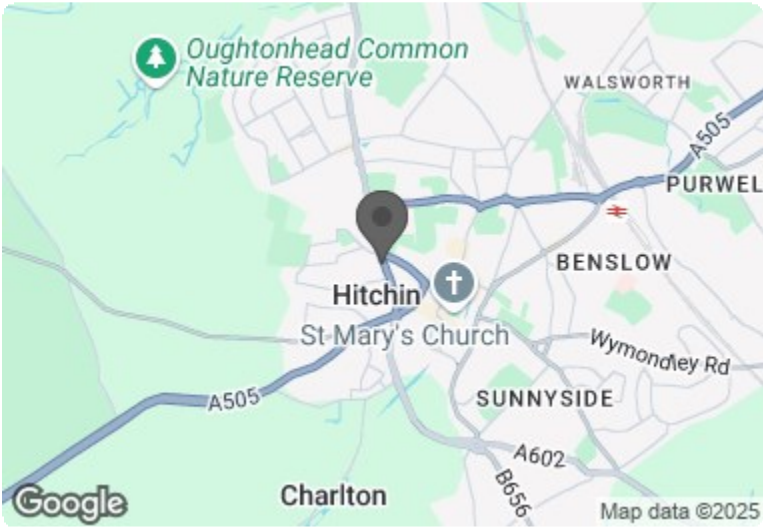 Oughtonhead Common
Nature Reserve
WALSWORTH
A505
PURWEL
BENSLOW
Hitchin
St Mary's Church
Wymondley Rd
A505
SUNNYSIDE
A602
B656
Charlton
Google
Map data ©2025